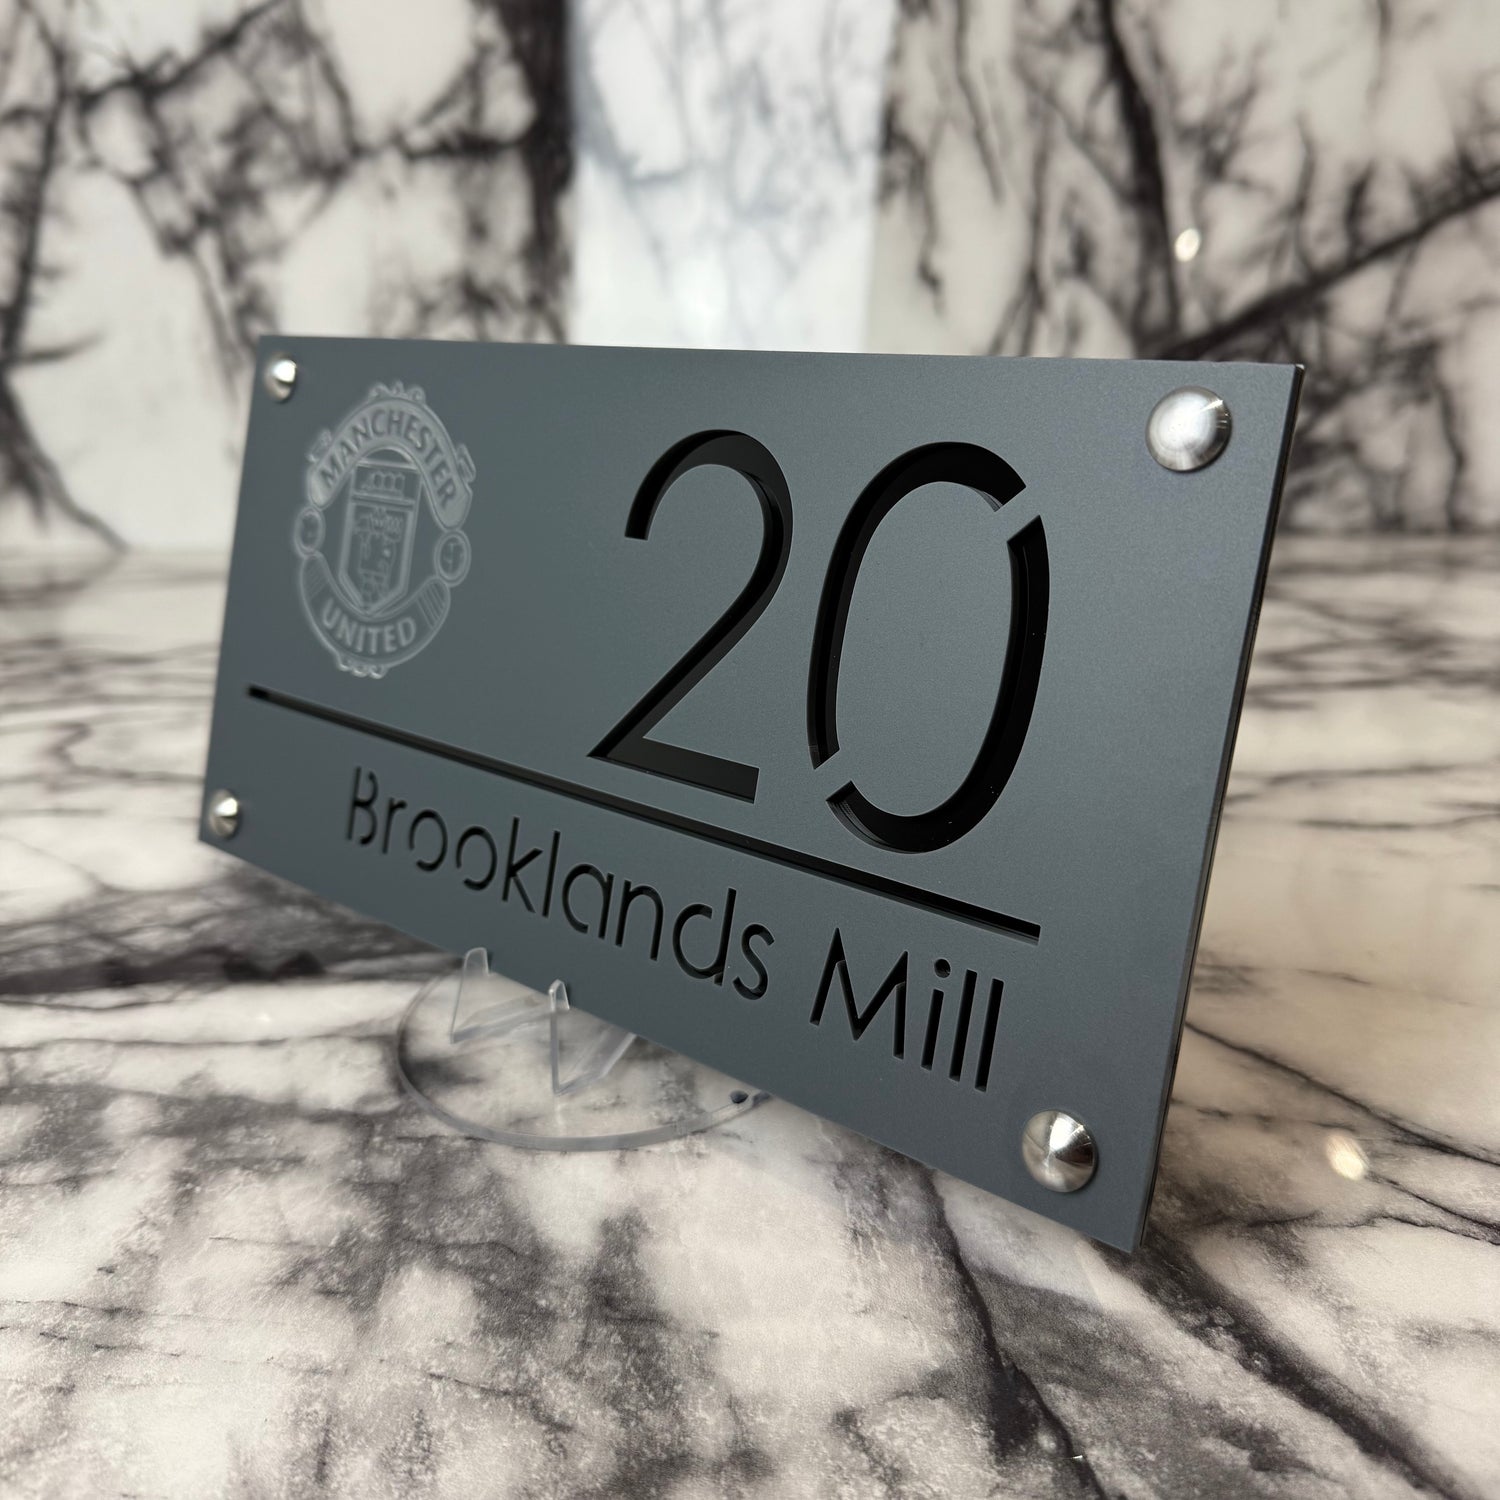 MANCHESTER
UNITED
20
Brooklands Mill